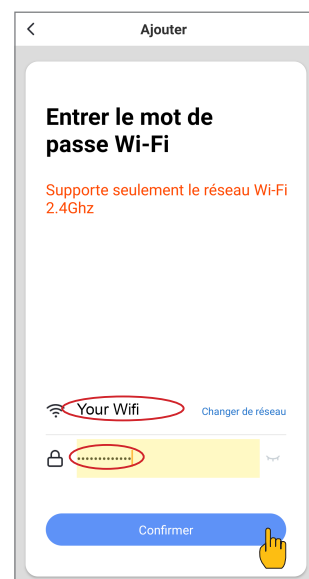 Ajouter
Entrer le mot de
passe Wi-Fi
Supporte seulement le réseau Wi-Fi
2.4Ghz
Your Wifi
Changer de réseau
•••••••••••••
Confirmer